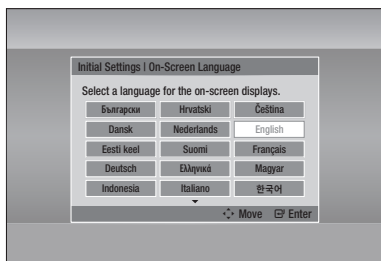 Initial Settings | On-Screen Language
Select a language for the on-screen displays.
Български Hrvatski Čeština
Dansk Nederlands English
Eesti keel Suomi Français
Deutsch Ελληνικά Magyar
Indonesia Italiano 한국어
Move Enter